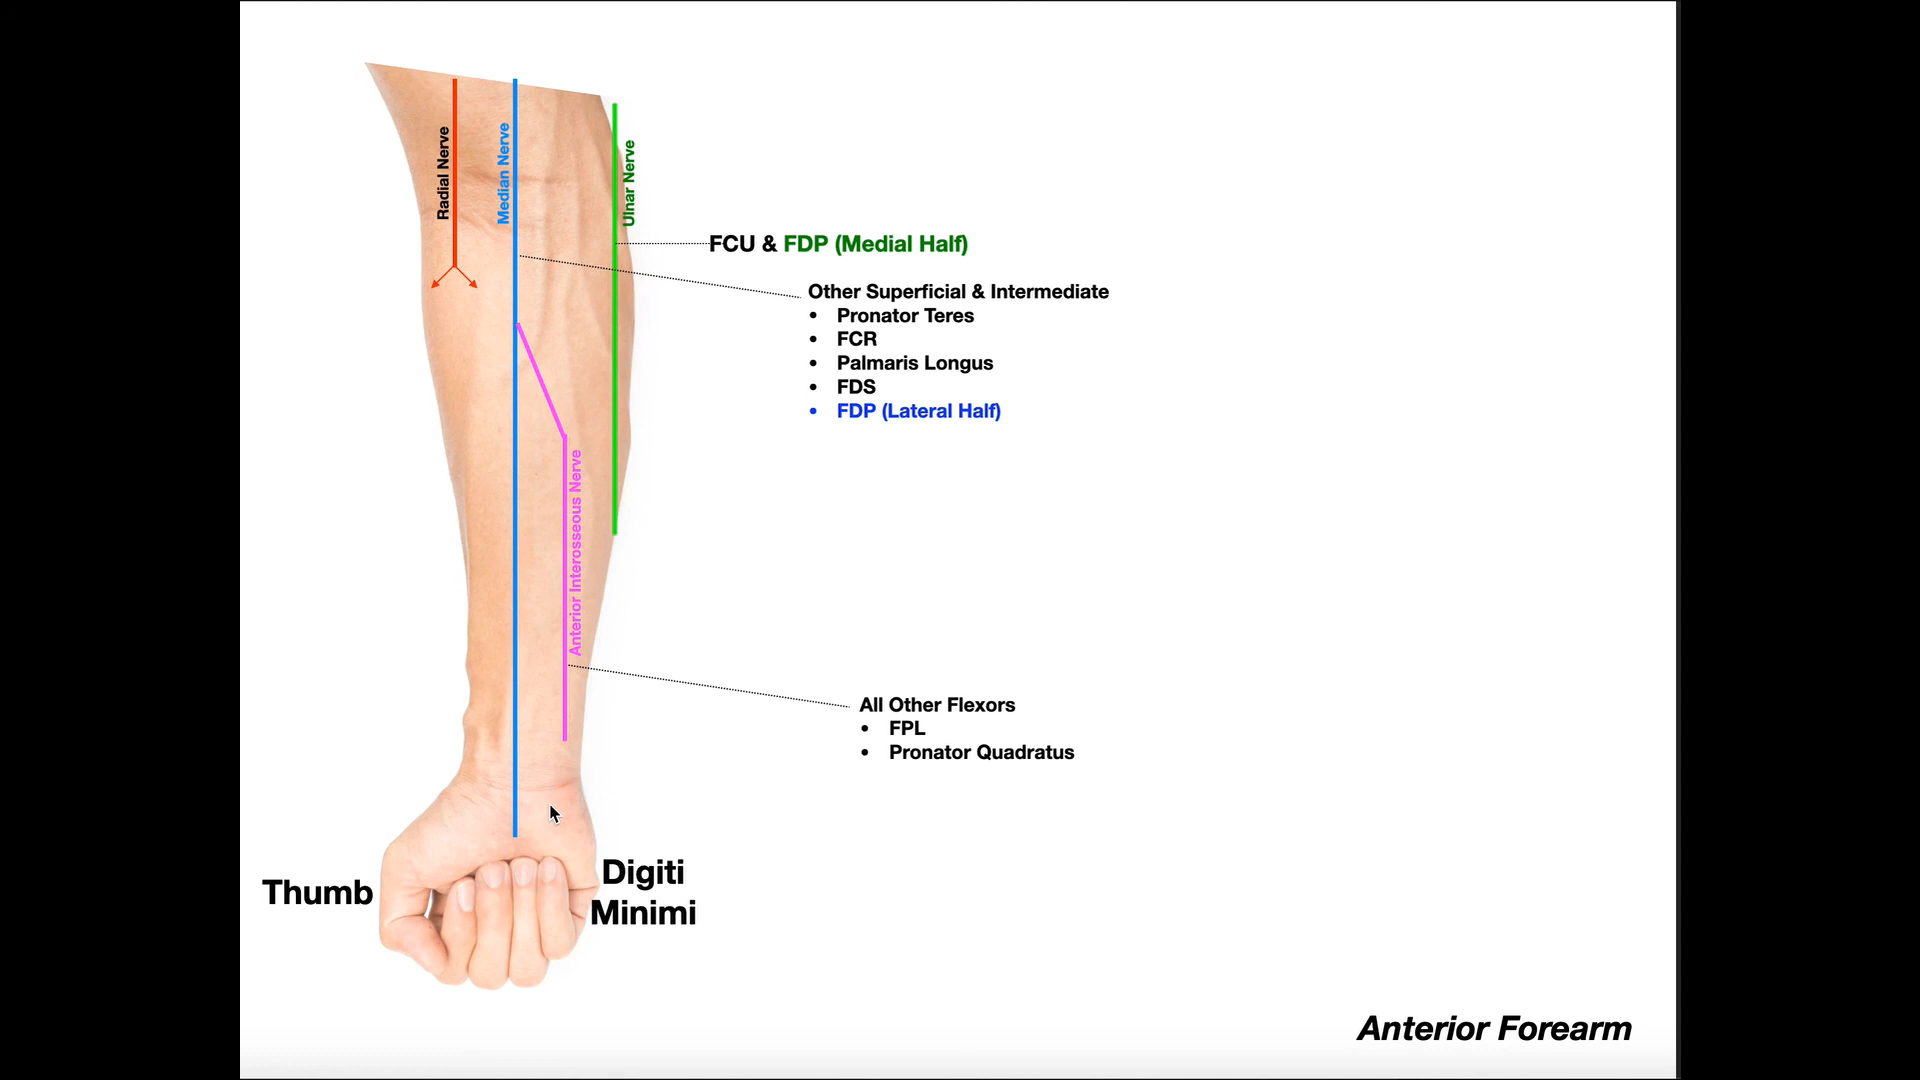 Radial Nerve
Median Nerve
Ulnar Nerve
FCU & FDP (Medial Half)
Other Superficial & Intermediate
• Pronator Teres
• FCR
• Palmaris Longus
• FDS
• FDP (Lateral Half)
Anterior Interosseous Nerve
All Other Flexors
• FPL
• Pronator Quadratus
Thumb
Digiti
Minimi
Anterior Forearm